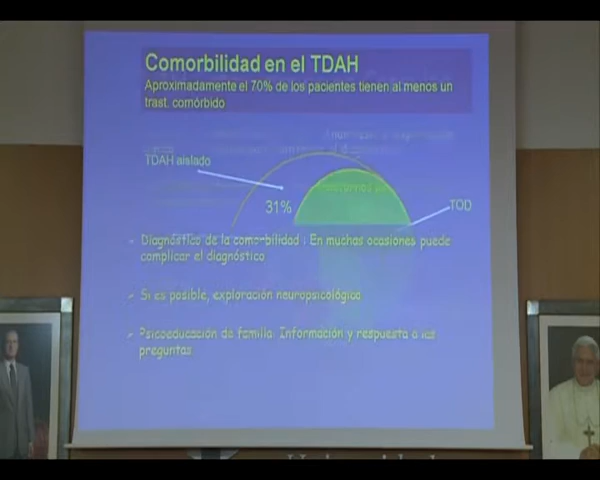 Comorbilidad en el TDAH
Aproximadamente el 70% de los pacientes tienen al menos un
trast. comórbido
TDAH aislado
31%
TOD
Diagnóstico de la comorbilidad : En muchas ocasiones puede
complicar el diagnóstico
Si es posible, exploración neuropsicológica
Psicoeducación de familia: Información y respuesta a las
preguntas